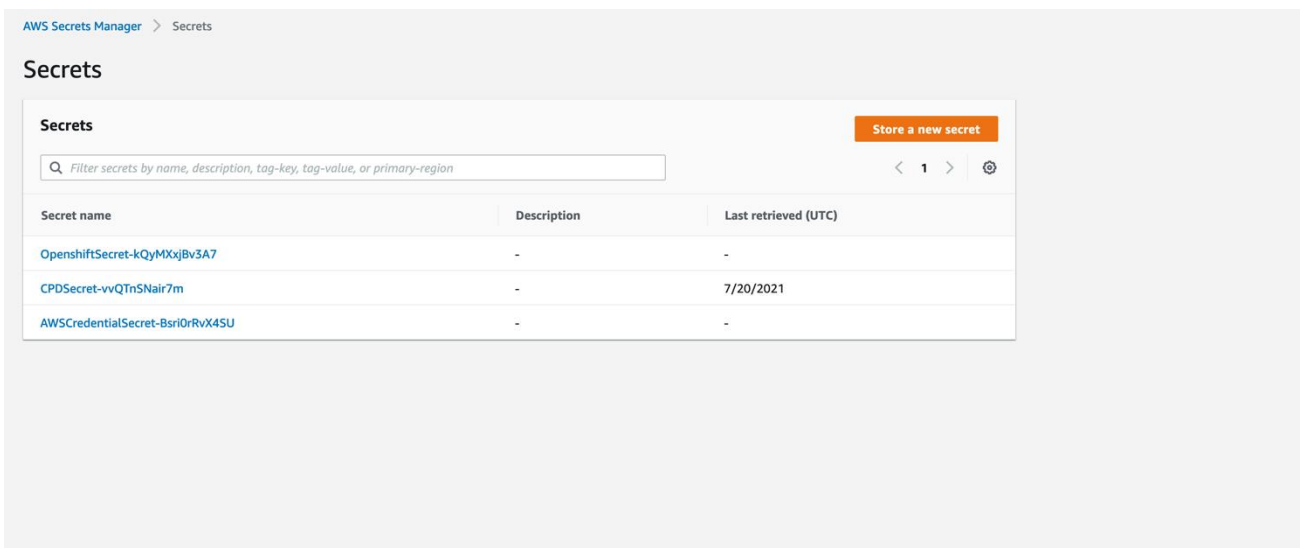 AWS Secrets Manager > Secrets
Secrets
Secrets
Store a new secret
Filter secrets by name, description, tag-key, tag-value, or primary-region
< 1 >
Secret name Description Last retrieved (UTC)
OpenshiftSecret-kQyMXxjBv3A7 - -
CPDSecret-vvQTnSNair7m - 7/20/2021
AWSCredentialSecret-Bsri0rRvX4SU - -